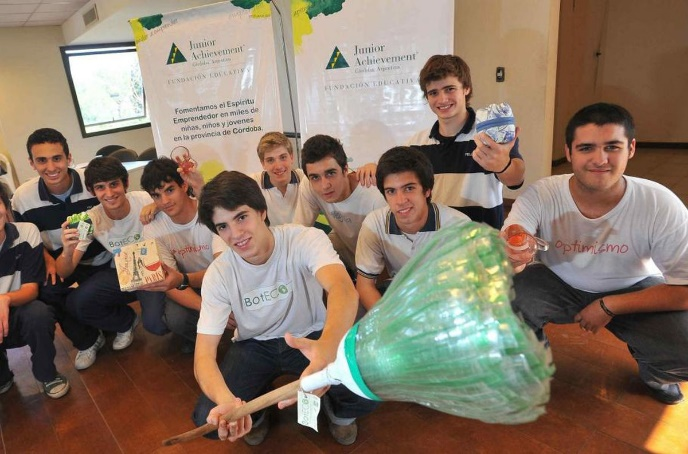 Junior
Achievement
Córdoba, Argentina
FUNDACIÓN EDUCATIVA
Fomentamos el Espíritu
Emprendedor en miles de
niñas, niños y jóvenes
en la provincia de Córdoba.
Junior
Achievement
Córdoba, Argentina
FUNDACIÓN EDUCATIVA
BotEGO
optimismo
PARIS